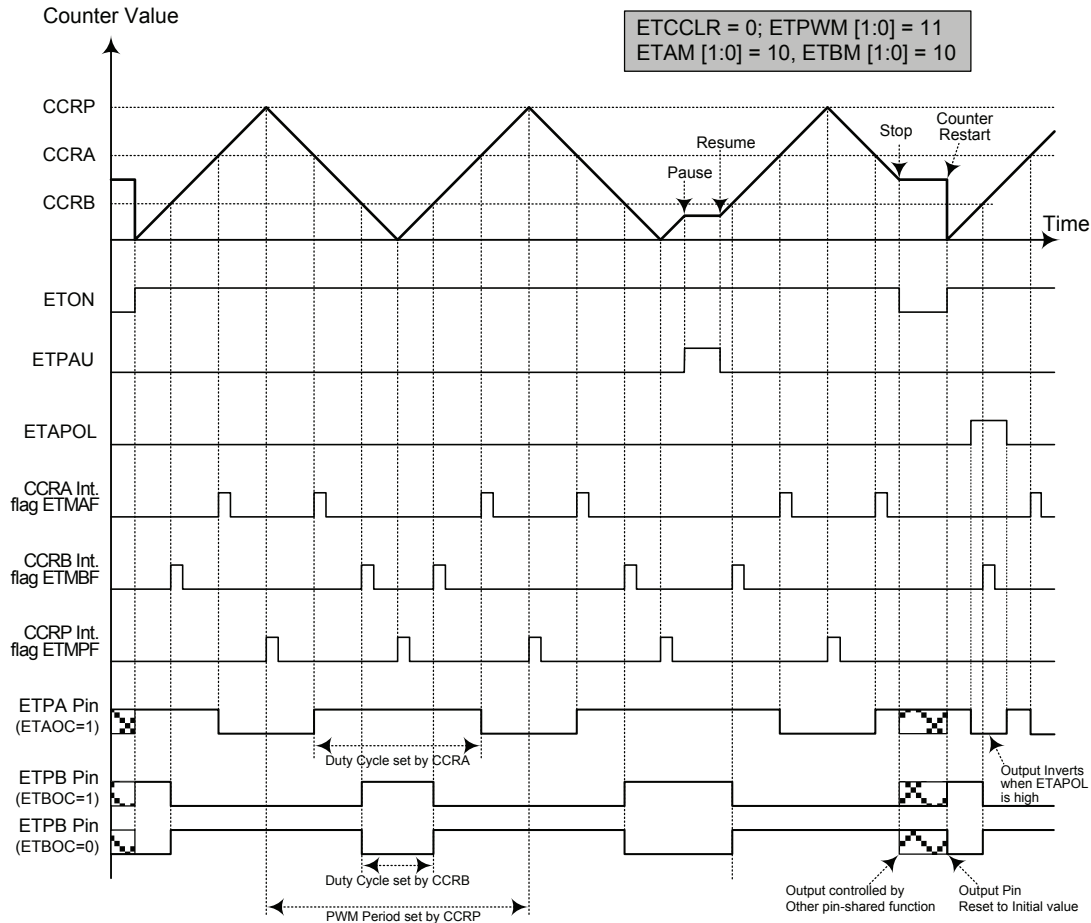 Counter Value
ETCCLR = 0; ETPWM [1:0] = 11
ETAM [1:0] = 10, ETBM [1:0] = 10
CCRP
CCRA
CCRB
Pause
Resume
Stop
Counter
Restart
Time
ETON
ETPAU
ETAPOL
CCRA Int.
flag ETMAF
CCRB Int.
flag ETMBF
CCRP Int.
flag ETMPF
ETPA Pin
(ETAOC=1)
Duty Cycle set by CCRA
Output Inverts
when ETAPOL
is high
ETPB Pin
(ETBOC=1)
ETPB Pin
(ETBOC=0)
Duty Cycle set by CCRB
PWM Period set by CCRP
Output controlled by
Other pin-shared function
Output Pin
Reset to Initial value